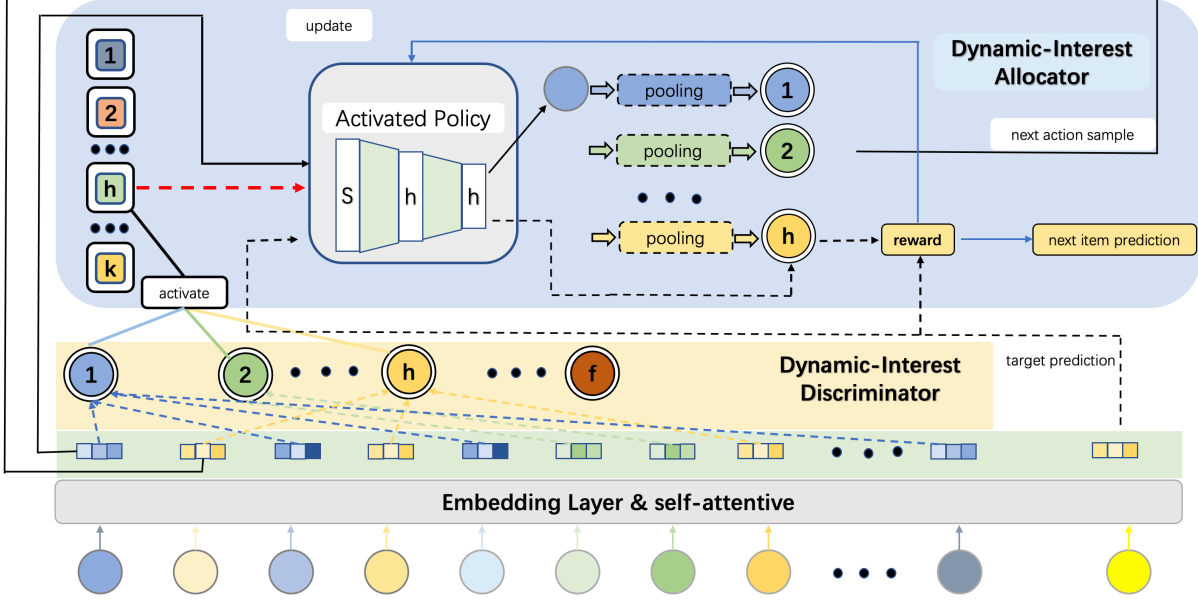 update
1
2
h
k
Activated Policy
S
h
h
pooling
1
pooling
2
pooling
h
Dynamic-Interest
Allocator
next action sample
reward
next item prediction
activate
1
2
h
f
Dynamic-Interest
Discriminator
target prediction
Embedding Layer & self-attentive